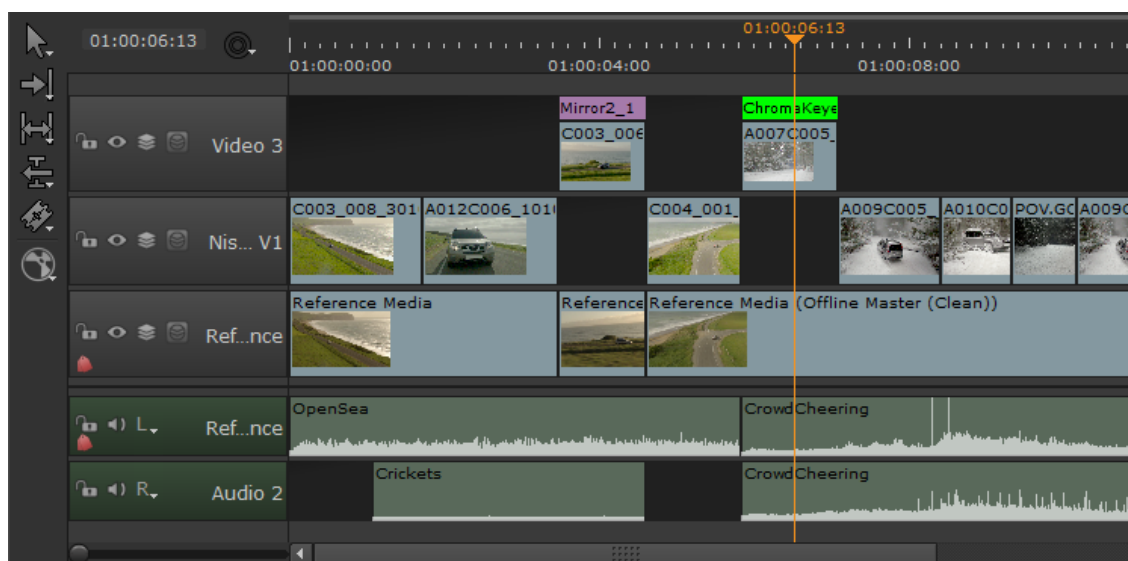 01:00:06:13
01:00:06:13
01:00:00:00 01:00:04:00 01:00:08:00
Video 3
Mirror2_1 ChromaKeye
C003_006 A007C005_
Nis... V1
C003_008_301 A012C006_101 C004_001_ A009C005_ A010C0 POV.GC A009C
Ref...nce
Reference Media Reference Reference Media (Offline Master (Clean))
L Ref...nce
OpenSea CrowdCheering
R Audio 2
Crickets CrowdCheering